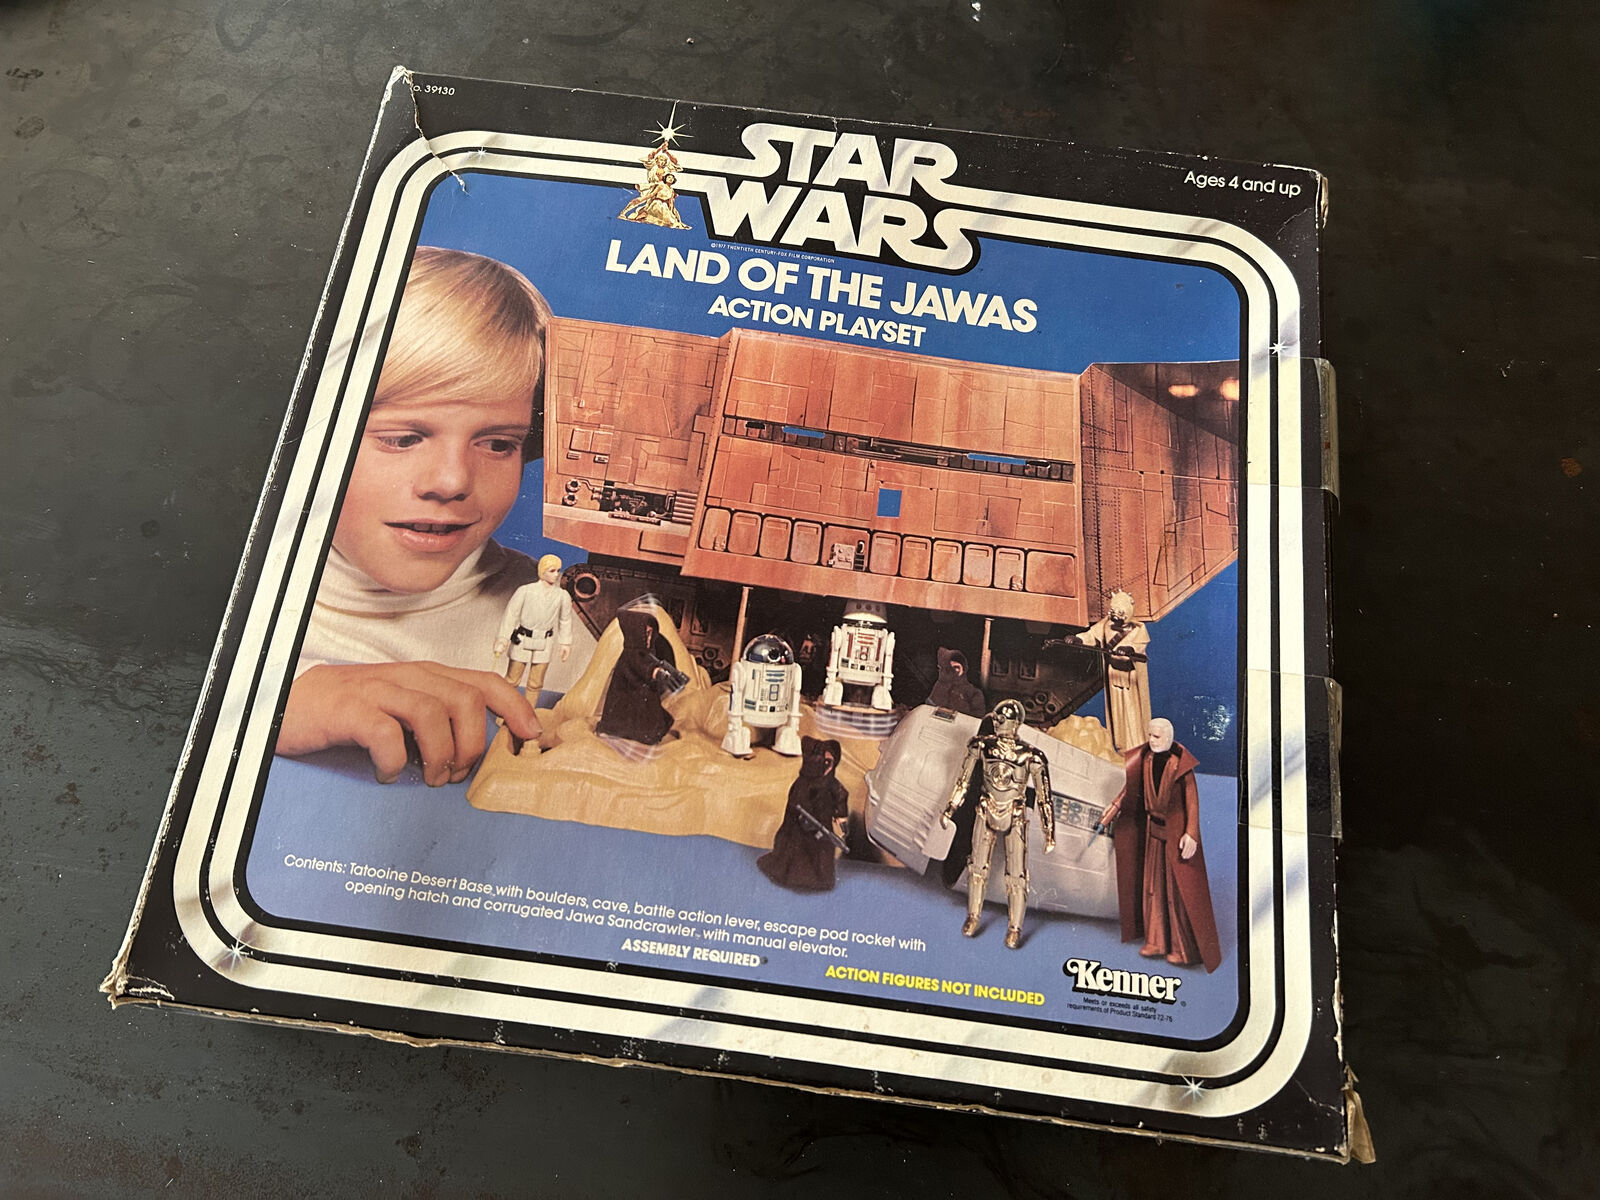 No. 39130
STAR
WARS
Ages 4 and up
©1977 TWENTIETH CENTURY-FOX FILM CORPORATION
LAND OF THE JAWAS
ACTION PLAYSET
Contents: Tatooine Desert Base with boulders, cave, battle action lever, escape pod rocket with
opening hatch and corrugated Jawa Sandcrawler™ with manual elevator.
ASSEMBLY REQUIRED
ACTION FIGURES NOT INCLUDED
Kenner®
Meets or exceeds all safety
requirements of Product Standard 72-76